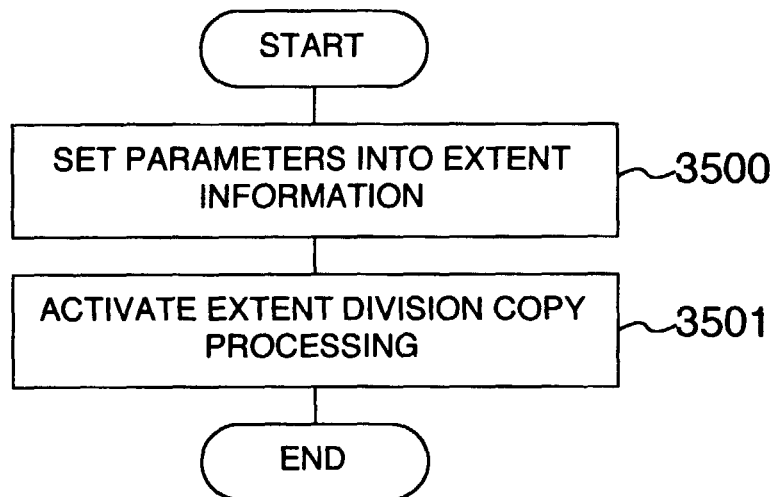 START
SET PARAMETERS INTO EXTENT
INFORMATION
3500
ACTIVATE EXTENT DIVISION COPY
PROCESSING
3501
END